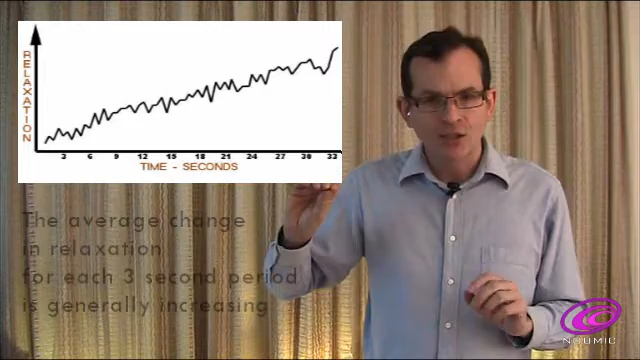 RELAXATION
3 6 9 12 15 18 21 24 27 30 33
TIME - SECONDS
The average change
in relaxation
for each 3 second period
is generally increasing
NOUMIC